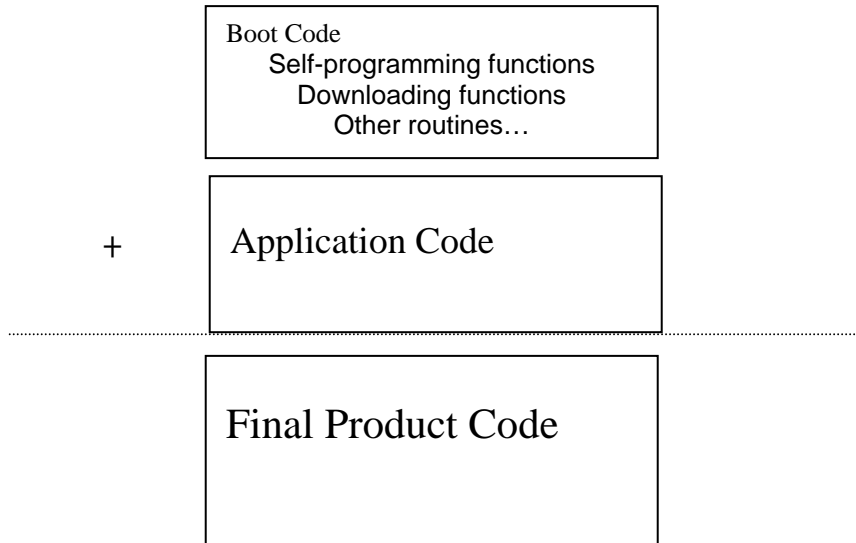 Boot Code
Self-programming functions
Downloading functions
Other routines…
+
Application Code
Final Product Code